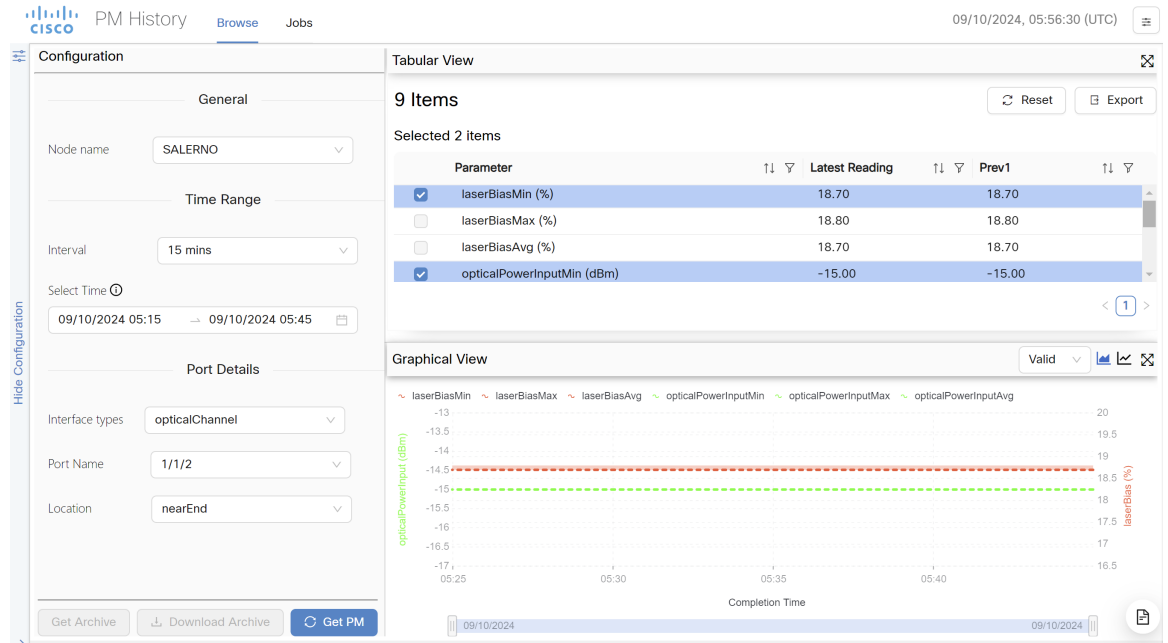 CISCO PM History Browse Jobs 09/10/2024, 05:56:30 (UTC)
Hide Configuration
Configuration
General
Node name SALERNO
Time Range
Interval 15 mins
Select Time
09/10/2024 05:15 → 09/10/2024 05:45
Port Details
Interface types opticalChannel
Port Name 1/1/2
Location nearEnd
Get Archive Download Archive Get PM
Tabular View
9 Items Reset Export
Selected 2 items
Parameter Latest Reading Prev1
laserBiasMin (%) 18.70 18.70
laserBiasMax (%) 18.80 18.80
laserBiasAvg (%) 18.70 18.70
opticalPowerInputMin (dBm) -15.00 -15.00
< 1 >
Graphical View Valid
laserBiasMin laserBiasMax laserBiasAvg opticalPowerInputMin opticalPowerInputMax opticalPowerInputAvg
opticalPowerInput (dBm)
-13
-13.5
-14
-14.5
-15
-15.5
-16
-16.5
-17
20
19.5
19
18.5
18
17.5
17
16.5
laserBias (%)
05:25 05:30 05:35 05:40
Completion Time
09/10/2024 09/10/2024